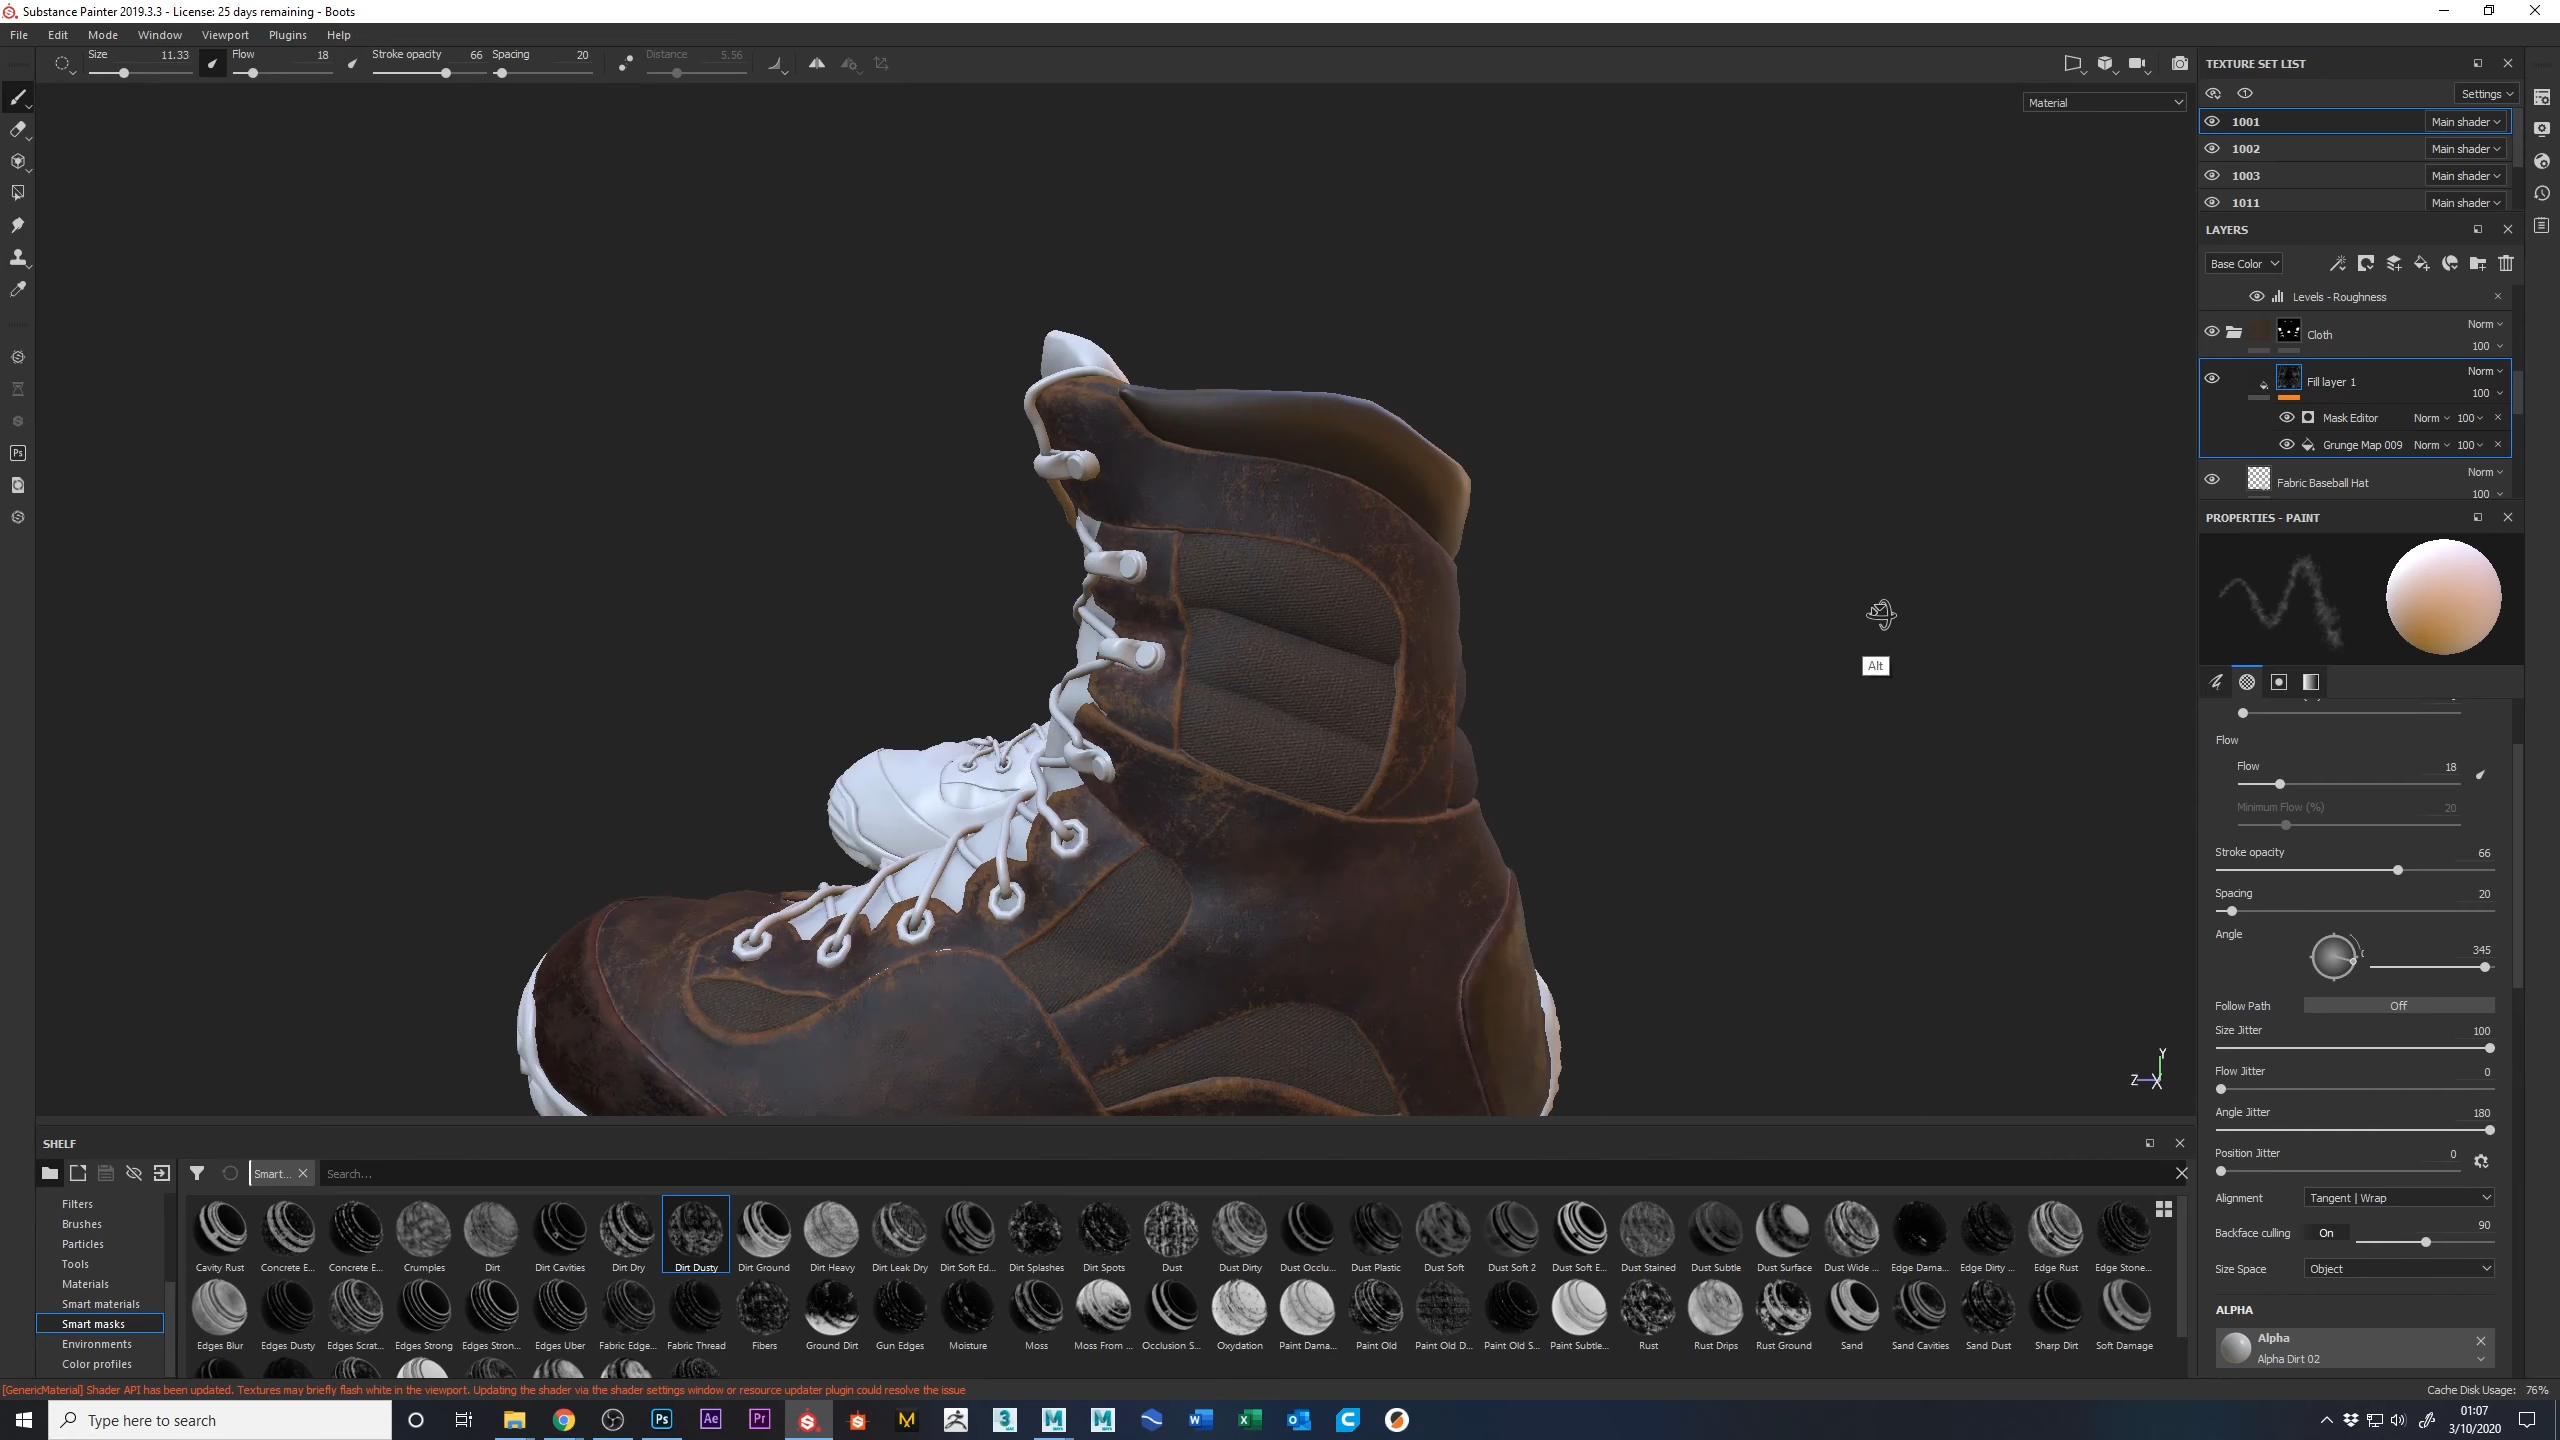 Substance Painter 2019.3.3 - License: 25 days remaining - Boots
File Edit Mode Window Viewport Plugins Help
Size 11.33 Flow 18 Stroke opacity 66 Spacing 20 Distance 5.56
Material
Alt
Y
Z X
TEXTURE SET LIST
Settings
1001 Main shader
1002 Main shader
1003 Main shader
1011 Main shader
LAYERS
Base Color
Levels - Roughness
Cloth Norm 100
Fill layer 1 Norm 100
Mask Editor Norm 100
Grunge Map 009 Norm 100
Fabric Baseball Hat Norm 100
PROPERTIES - PAINT
Flow
Flow 18
Minimum Flow (%) 20
Stroke opacity 66
Spacing 20
Angle 345
Follow Path Off
Size Jitter 100
Flow Jitter 0
Angle Jitter 180
Position Jitter 0
Alignment Tangent | Wrap
Backface culling On 90
Size Space Object
ALPHA
Alpha
Alpha Dirt 02
SHELF
Smart... Search...
Filters
Brushes
Particles
Tools
Materials
Smart materials
Smart masks
Environments
Color profiles
Cavity Rust Concrete E... Concrete E... Crumples Dirt Dirt Cavities Dirt Dry Dirt Dusty Dirt Ground Dirt Heavy Dirt Leak Dry Dirt Soft Ed... Dirt Splashes Dirt Spots Dust Dust Dirty Dust Occlu... Dust Plastic Dust Soft Dust Soft 2 Dust Soft E... Dust Stained Dust Subtle Dust Surface Dust Wide ... Edge Dama... Edge Dirty ... Edge Rust Edge Stone...
Edges Blur Edges Dusty Edges Scrat... Edges Strong Edges Stron... Edges Uber Fabric Edge... Fabric Thread Fibers Ground Dirt Gun Edges Moisture Moss Moss From ... Occlusion S... Oxydation Paint Dama... Paint Old Paint Old D... Paint Old S... Paint Subtle... Rust Rust Drips Rust Ground Sand Sand Cavities Sand Dust Sharp Dirt Soft Damage
[GenericMaterial] Shader API has been updated. Textures may briefly flash white in the viewport. Updating the shader via the shader settings window or resource updater plugin could resolve the issue
Cache Disk Usage: 76%
Type here to search
Ps Ae Pr
01:07
3/10/2020